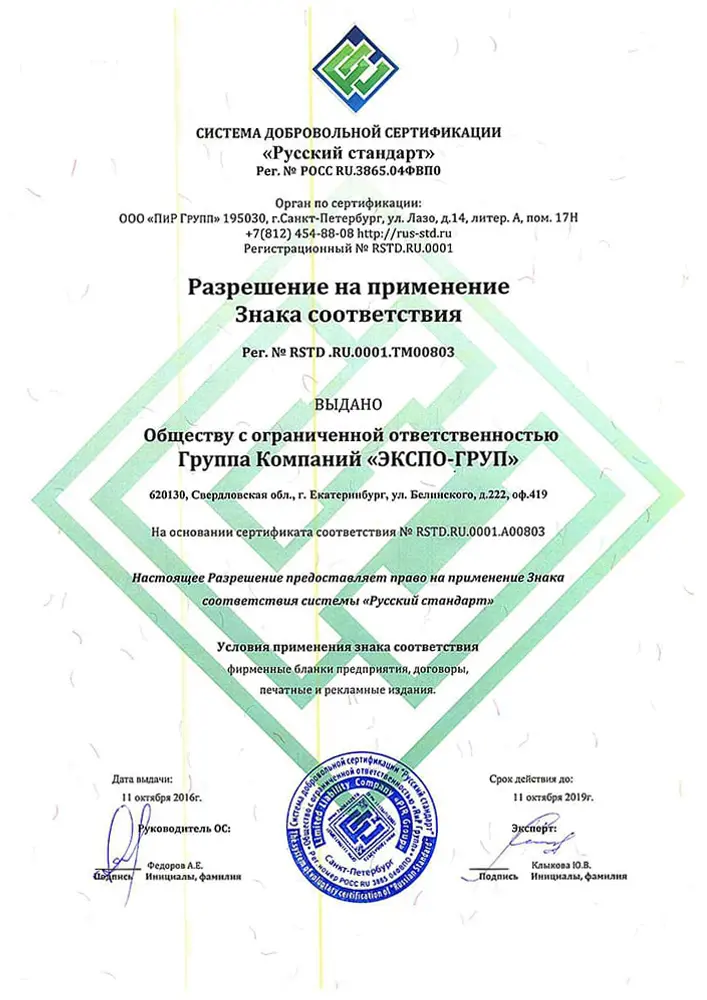 СИСТЕМА ДОБРОВОЛЬНОЙ СЕРТИФИКАЦИИ
«Русский стандарт»
Рег. № РОСС RU.3865.04ФВП0
Орган по сертификации:
ООО «ПиР ГРУПП» 195030, г.Санкт-Петербург, ул. Лазо, д.14, литер. А, пом. 17Н
+7(812) 454-88-08 http://rus-std.ru
Регистрационный № RSTD.RU.0001
Разрешение на применение
Знака соответствия
Рег. № RSTD .RU.0001.TM00803
ВЫДАНО
Обществу с ограниченной ответственностью
Группа Компаний «ЭКСПО-ГРУП»
620130, Свердловская обл., г. Екатеринбург, ул. Белинского, д.222, оф.419
На основании сертификата соответствия № RSTD.RU.0001.A00803
Настоящее Разрешение предоставляет право на применение Знака
соответствия системы «Русский стандарт»
Условия применения знака соответствия
фирменные бланки предприятия, договоры,
печатные и рекламные издания.
Дата выдачи: Срок действия до:
11 октября 2016г. 11 октября 2019г.
Руководитель ОС: Эксперт:
Федоров А.Е. Клыкова Ю.В.
Подпись Инициалы, фамилия Подпись Инициалы, фамилия
Система добровольной сертификации "Русский стандарт"
Общество с ограниченной ответственностью «ПиР Групп»
Limited Liability Company «PIR Group»
Санкт-Петербург
Рег номер РОСС RU 3865 04ФВП0